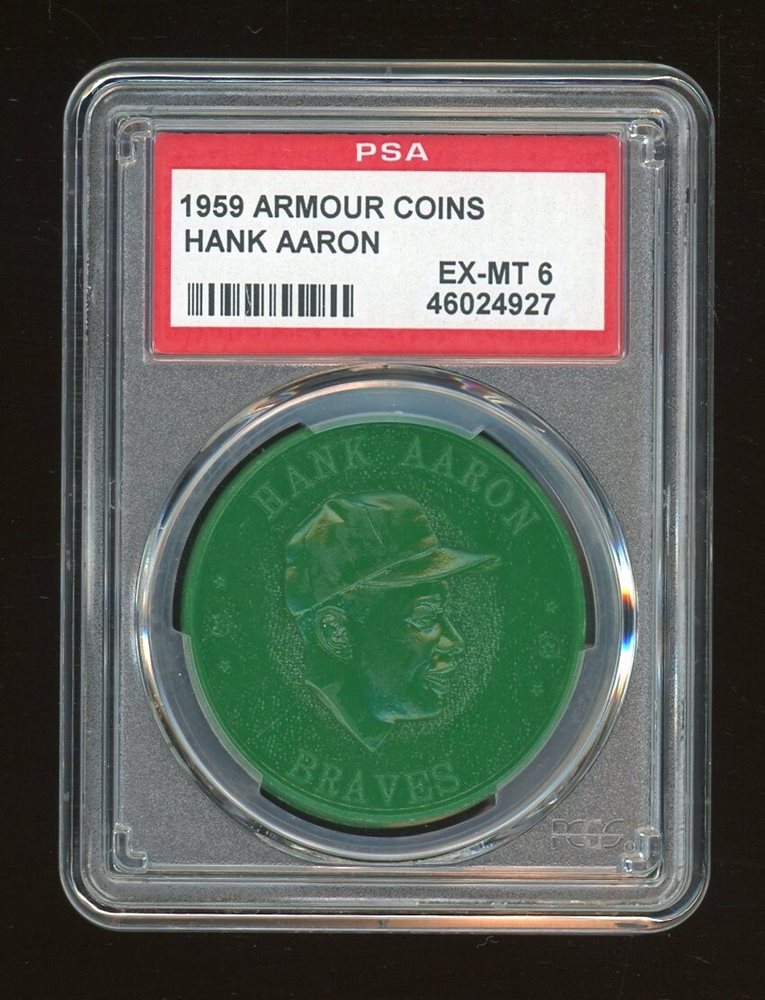 PSA
1959 ARMOUR COINS
HANK AARON
EX-MT 6
46024927
HANK AARON
BRAVES
PCGS